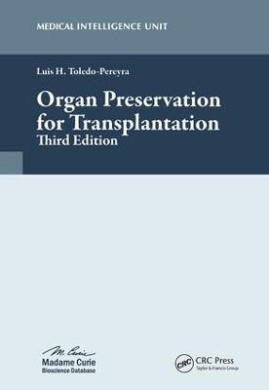 MEDICAL INTELLIGENCE UNIT
Luis H. Toledo-Pereyra
Organ Preservation
for Transplantation
Third Edition
M. Curie
Madame Curie
Bioscience Database
CRC Press
Taylor & Francis Group